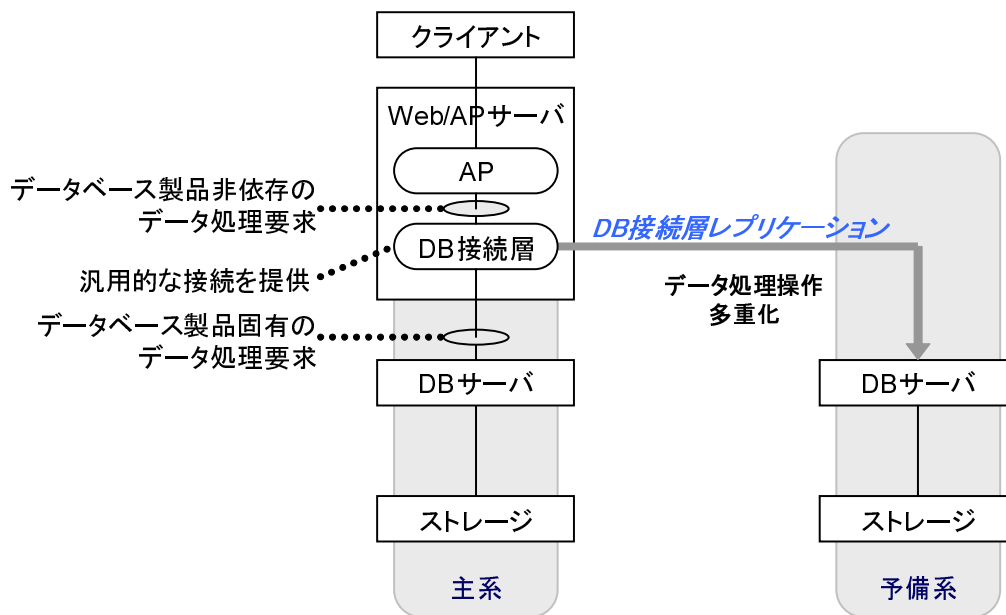 クライアント
Web/APサーバ
AP
データベース製品非依存の
データ処理要求
DB接続層レプリケーション
DB接続層
汎用的な接続を提供
データ処理操作
多重化
データベース製品固有の
データ処理要求
DBサーバ
DBサーバ
ストレージ
ストレージ
主系
予備系